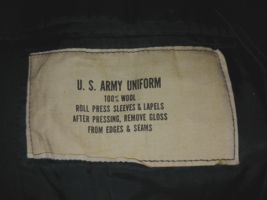 U. S. ARMY UNIFORM
100% WOOL
ROLL PRESS SLEEVES & LAPELS
AFTER PRESSING, REMOVE GLOSS
FROM EDGES & SEAMS